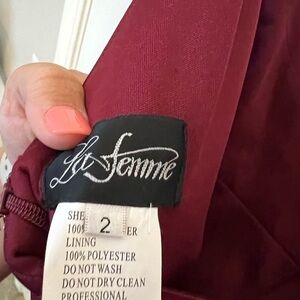 La Femme
2
SHE
100% ER
LINING
100% POLYESTER
DO NOT WASH
DO NOT DRY CLEAN
PROFESSIONAL